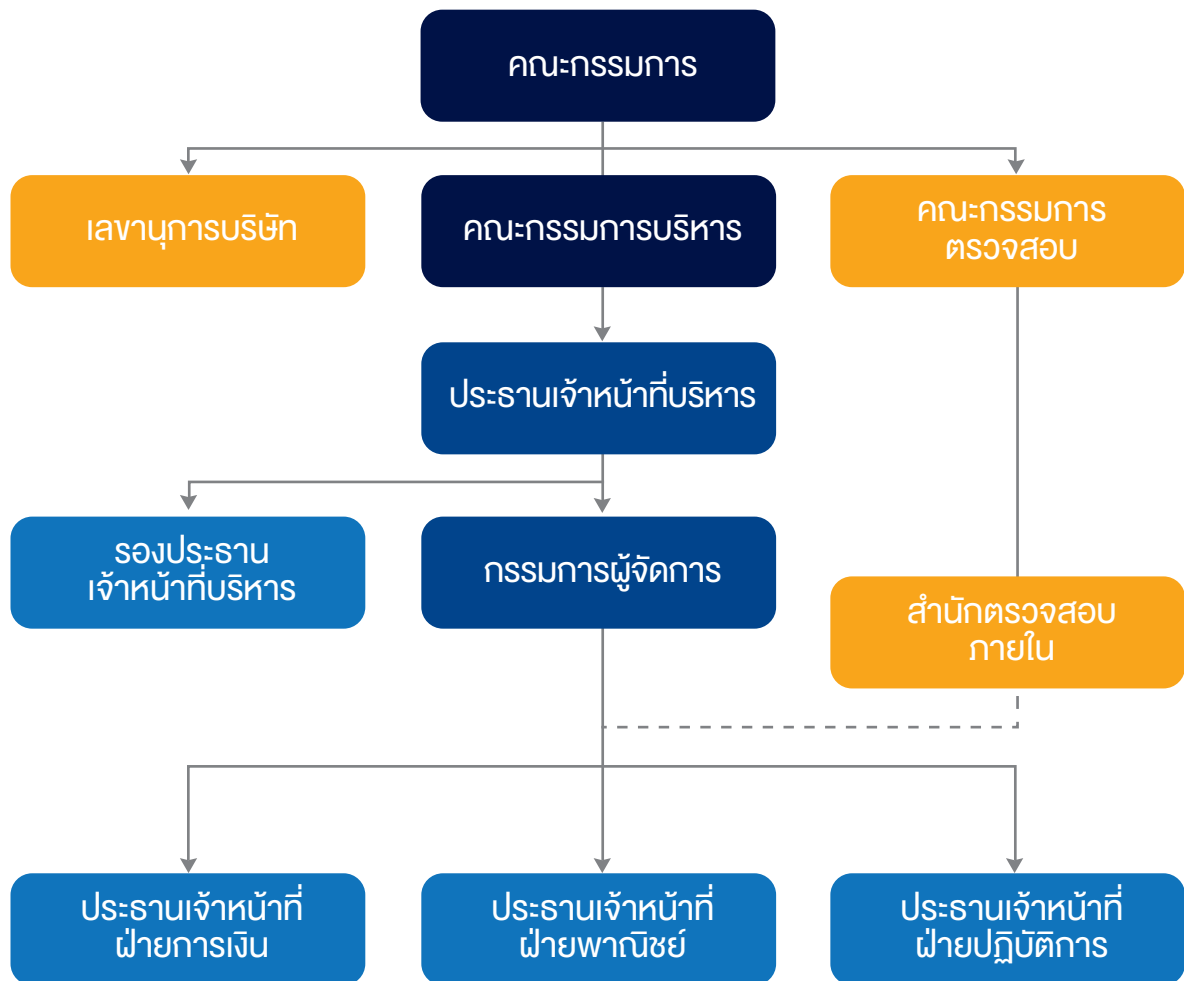 คณะกรรมการ
เลขานุการบริษัท
คณะกรรมการบริหาร
คณะกรรมการ
ตรวจสอบ
ประธานเจ้าหน้าที่บริหาร
รองประธาน
เจ้าหน้าที่บริหาร
กรรมการผู้จัดการ
สำนักตรวจสอบ
ภายใน
ประธานเจ้าหน้าที่
ฝ่ายการเงิน
ประธานเจ้าหน้าที่
ฝ่ายพาณิชย์
ประธานเจ้าหน้าที่
ฝ่ายปฏิบัติการ